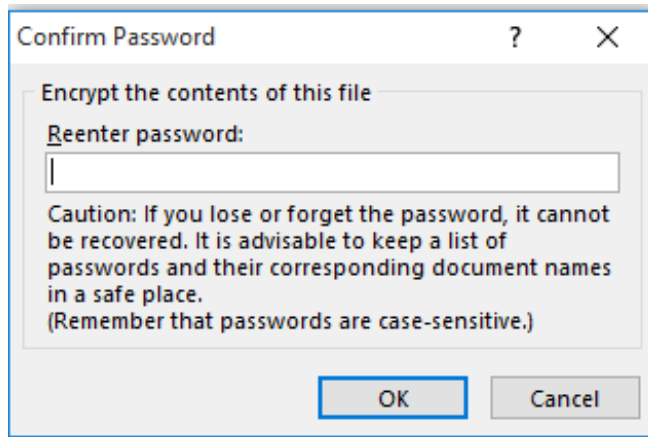 Confirm Password ?
Encrypt the contents of this file
Reenter password:
Caution: If you lose or forget the password, it cannot
be recovered. It is advisable to keep a list of
passwords and their corresponding document names
in a safe place.
(Remember that passwords are case-sensitive.)
OK Cancel